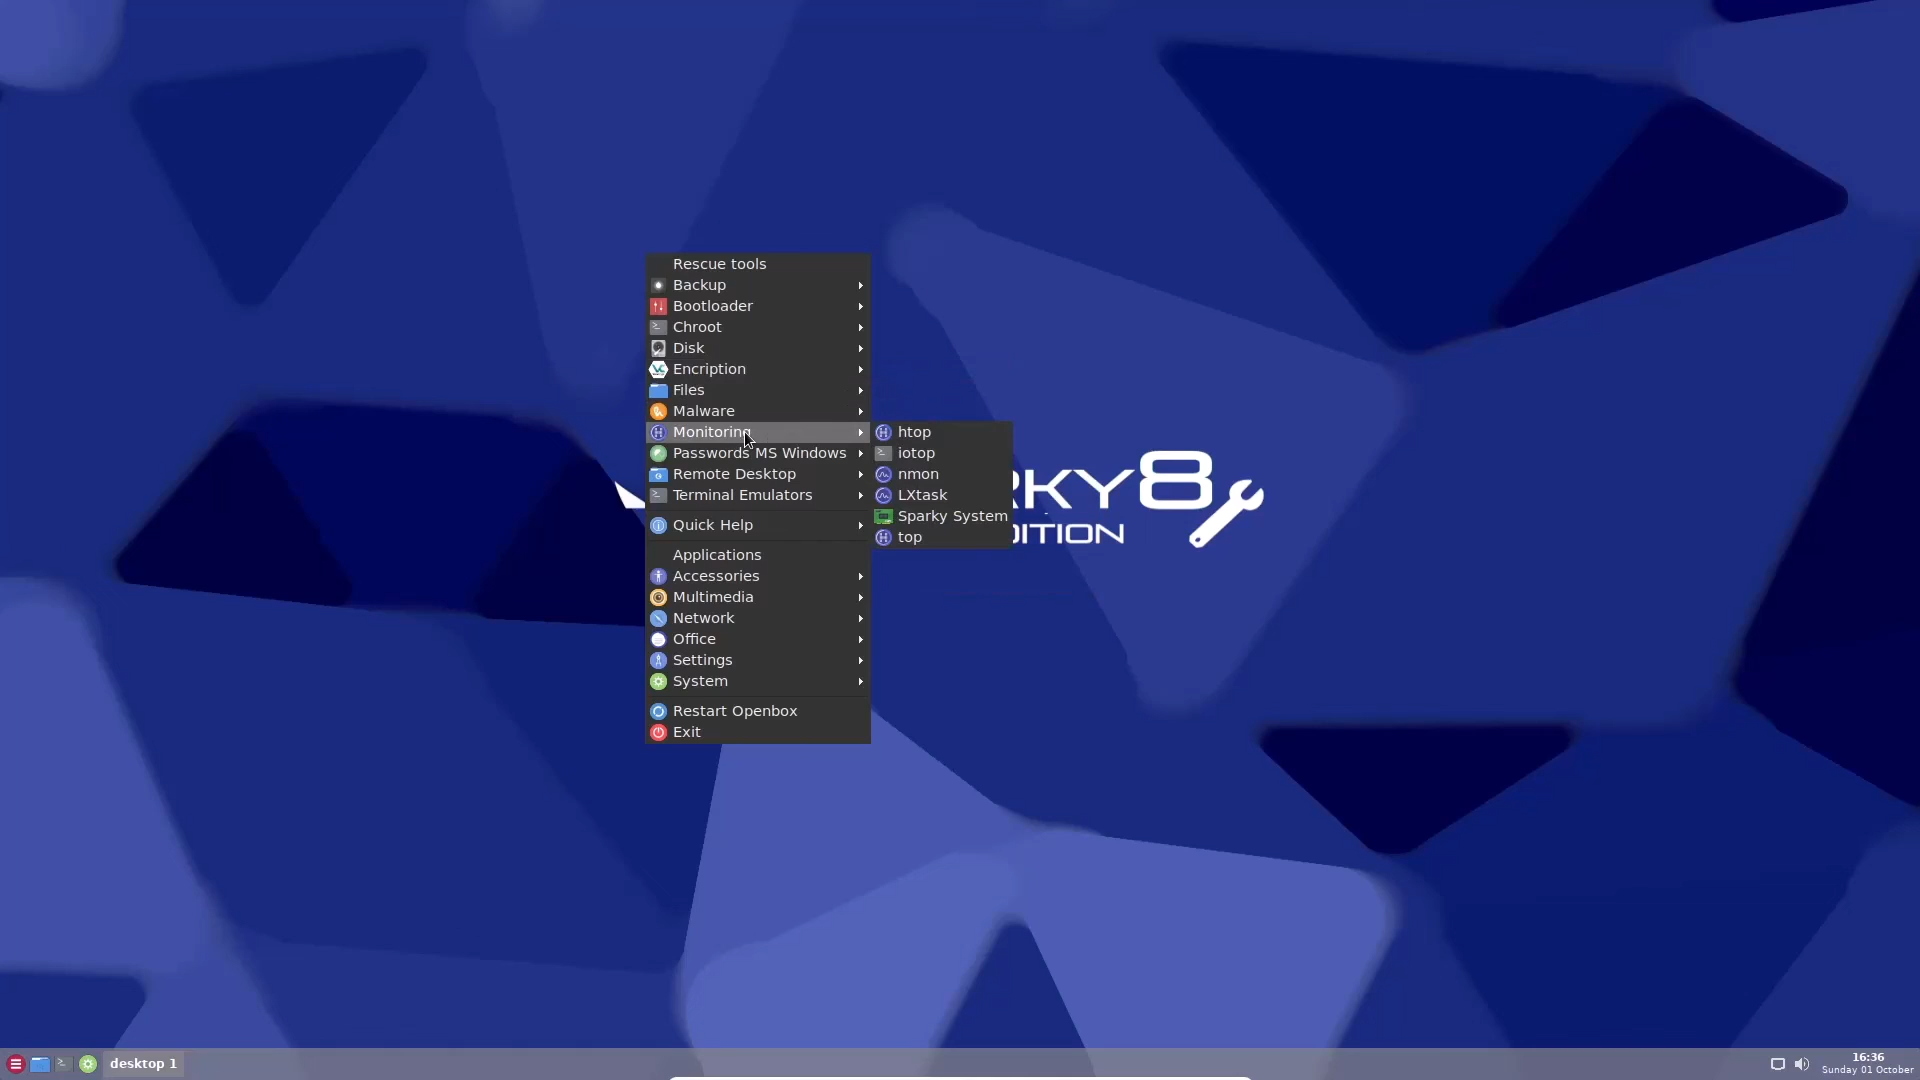 Rescue tools
Backup
Bootloader
Chroot
Disk
Encription
Files
Malware
Monitoring
Passwords MS Windows
Remote Desktop
Terminal Emulators
Quick Help
Applications
Accessories
Multimedia
Network
Office
Settings
System
Restart Openbox
Exit
htop
iotop
nmon
LXtask
Sparky System
top
RKY8
DITION
desktop 1
16:36
Sunday 01 October